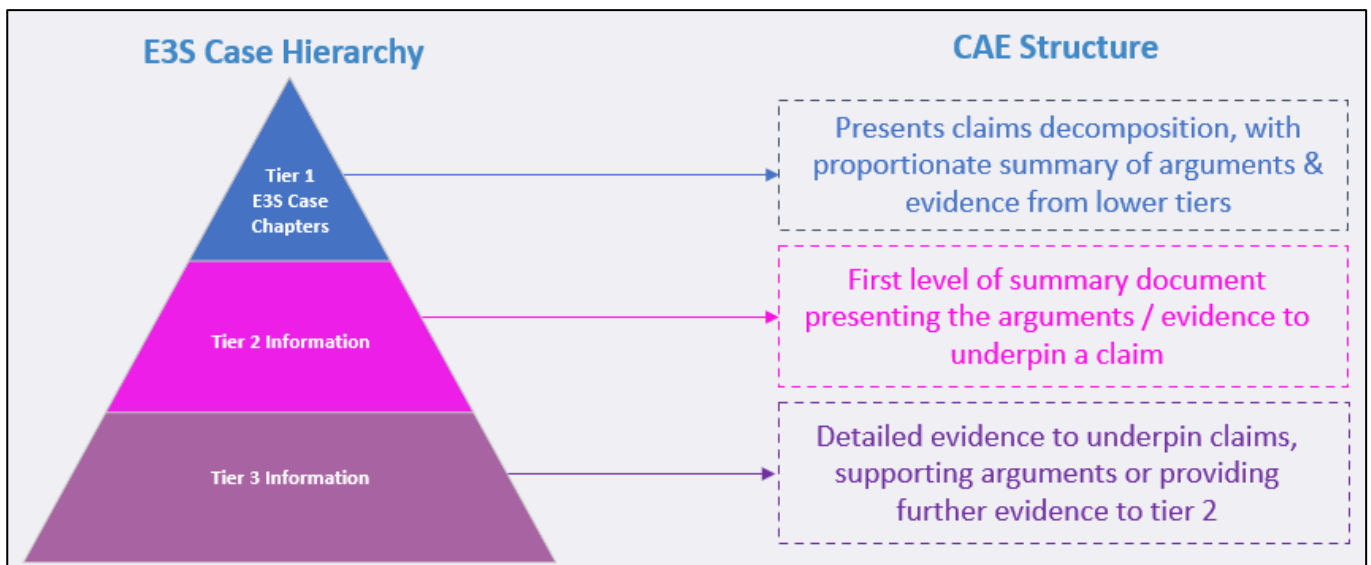 E3S Case Hierarchy
CAE Structure
Tier 1
E3S Case
Chapters
Presents claims decomposition, with
proportionate summary of arguments &
evidence from lower tiers
Tier 2 Information
First level of summary document
presenting the arguments / evidence to
underpin a claim
Tier 3 Information
Detailed evidence to underpin claims,
supporting arguments or providing
further evidence to tier 2